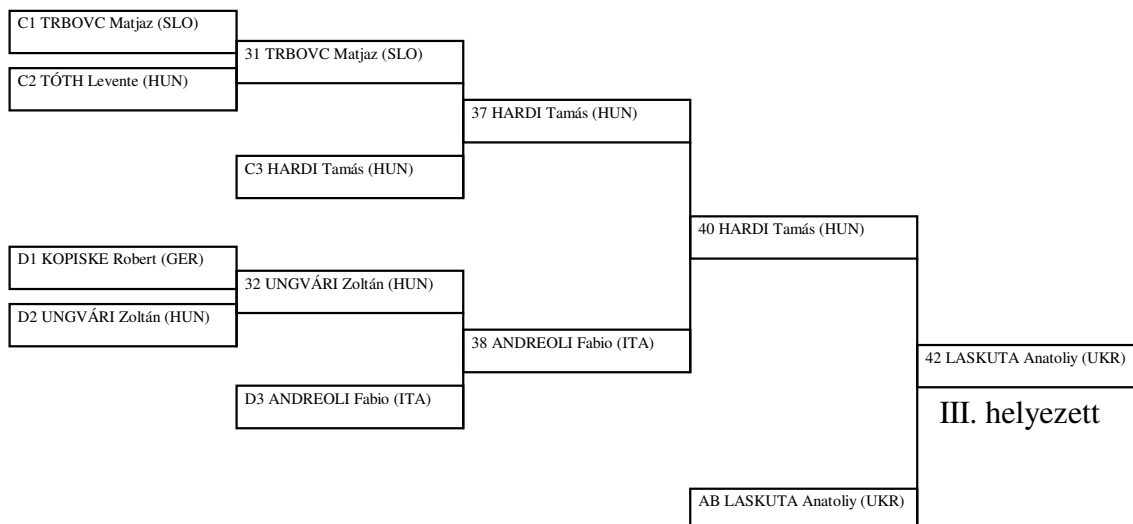 C1 TRBOVC Matjaz (SLO)
31 TRBOVC Matjaz (SLO)
C2 TÓTH Levente (HUN)
37 HARDI Tamás (HUN)
C3 HARDI Tamás (HUN)
40 HARDI Tamás (HUN)
D1 KOPISKE Robert (GER)
32 UNGVÁRI Zoltán (HUN)
D2 UNGVÁRI Zoltán (HUN)
38 ANDREOLI Fabio (ITA)
42 LASKUTA Anatoliy (UKR)
D3 ANDREOLI Fabio (ITA)
III. helyezett
AB LASKUTA Anatoliy (UKR)